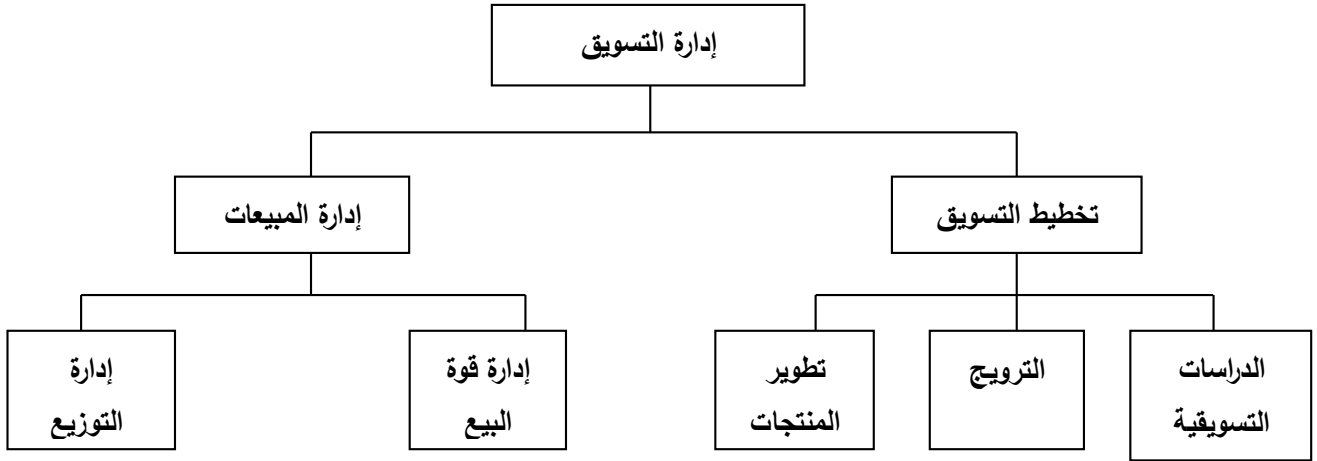 إدارة التسويق
تخطيط التسويق
إدارة المبيعات
الدراسات
التسويقية
الترويج
تطوير
المنتجات
إدارة قوة
البيع
إدارة
التوزيع